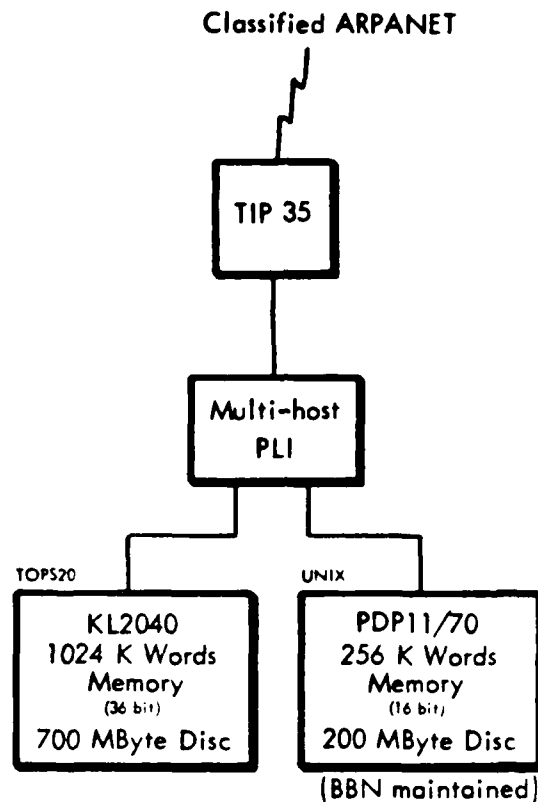 Classified ARPANET
TIP 35
Multi-host
PLI
TOPS20
KL2040
1024 K Words
Memory
(36 bit)
700 MByte Disc
UNIX
PDP11/70
256 K Words
Memory
(16 bit)
200 MByte Disc
(BBN maintained)